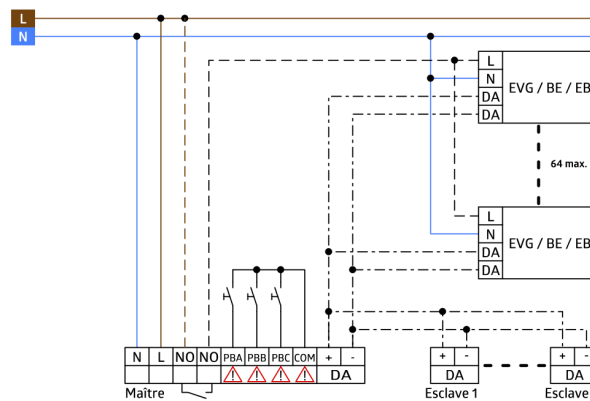 L
N
L
N
DA
DA
EVG / BE / EB
64 max.
L
N
DA
DA
EVG / BE / EB
N L NO NO PBA PBB PBC COM + -
DA
+ -
DA
+ -
DA
Maître
Esclave 1
Esclave